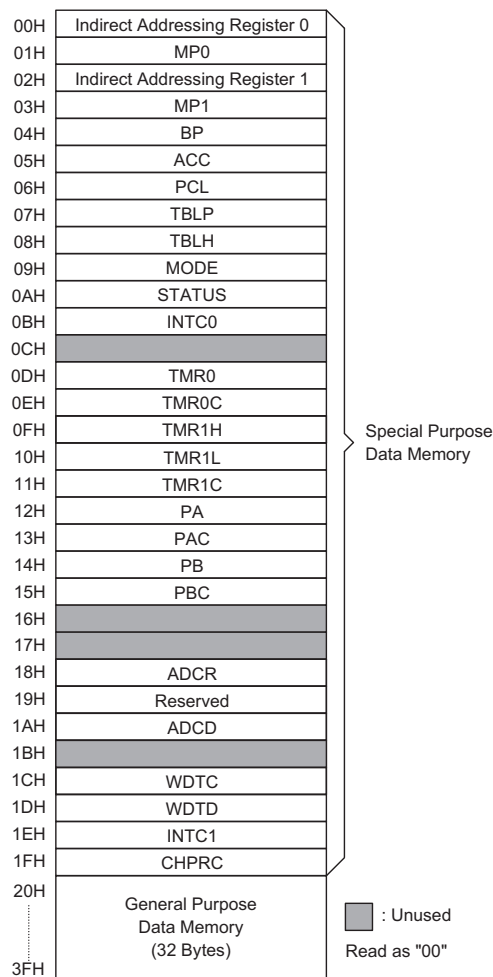 00H Indirect Addressing Register 0
01H MP0
02H Indirect Addressing Register 1
03H MP1
04H BP
05H ACC
06H PCL
07H TBLP
08H TBLH
09H MODE
0AH STATUS
0BH INTC0
0CH
0DH TMR0
0EH TMR0C
0FH TMR1H
10H TMR1L
11H TMR1C
12H PA
13H PAC
14H PB
15H PBC
16H
17H
18H ADCR
19H Reserved
1AH ADCD
1BH
1CH WDTC
1DH WDTD
1EH INTC1
1FH CHPRC
Special Purpose
Data Memory
20H
General Purpose
Data Memory
(32 Bytes)
3FH
: Unused
Read as "00"